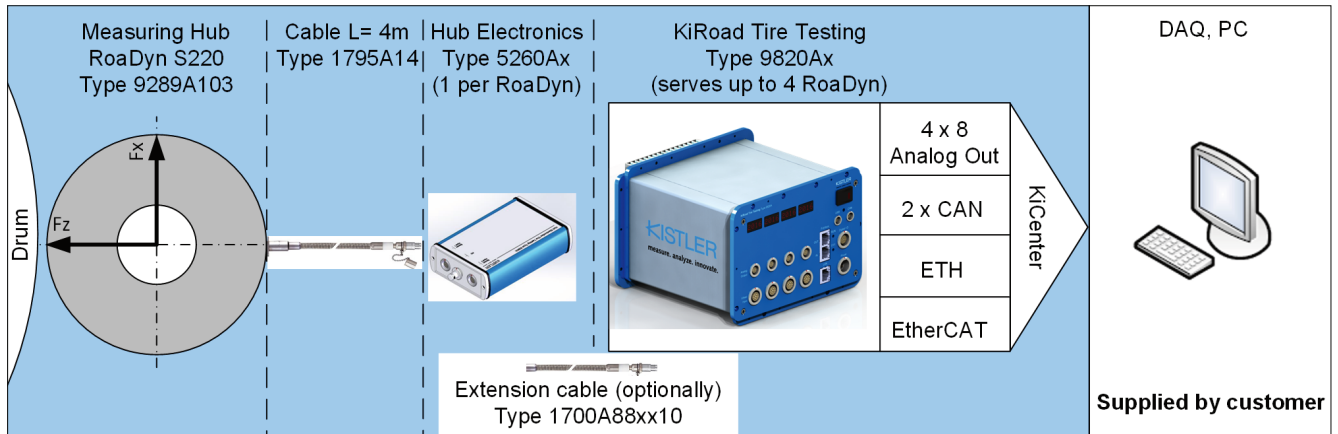 Measuring Hub
RoaDyn S220
Type 9289A103
Cable L= 4m
Type 1795A14
Hub Electronics
Type 5260Ax
(1 per RoaDyn)
KiRoad Tire Testing
Type 9820Ax
(serves up to 4 RoaDyn)
DAQ, PC
Drum
Fx
Fz
KISTLER
measure. analyze. innovate.
KISTLER
4 x 8
Analog Out
2 x CAN
ETH
EtherCAT
KiCenter
Extension cable (optionally)
Type 1700A88xx10
Supplied by customer